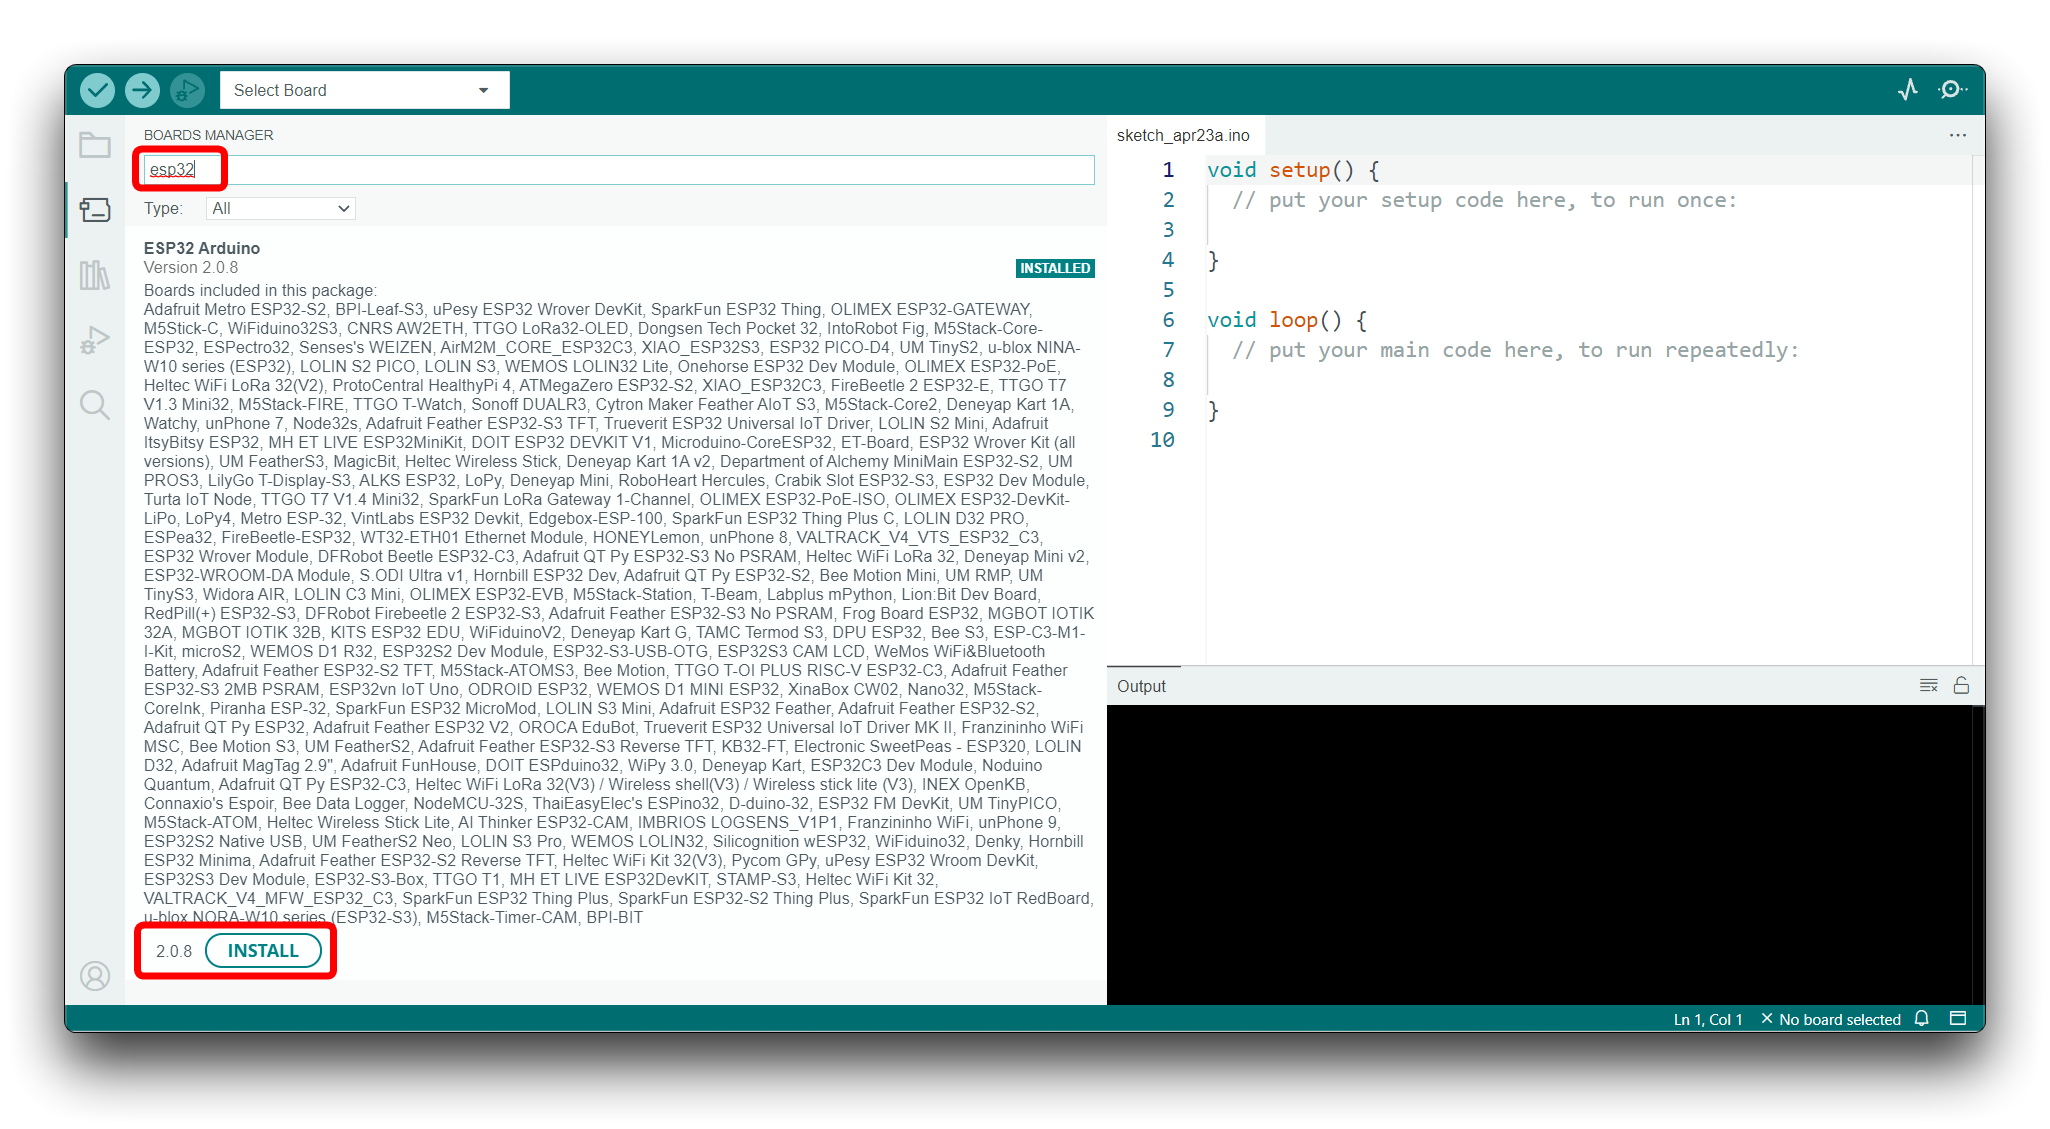 Select Board
BOARDS MANAGER
esp32
Type: All
ESP32 Arduino
Version 2.0.8
INSTALLED
Boards included in this package:
Adafruit Metro ESP32-S2, BPI-Leaf-S3, uPesy ESP32 Wrover DevKit, SparkFun ESP32 Thing, OLIMEX ESP32-GATEWAY,
M5Stick-C, WiFiduino32S3, CNRS AW2ETH, TTGO LoRa32-OLED, Dongsen Tech Pocket 32, IntoRobot Fig, M5Stack-Core-
ESP32, ESPectro32, Senses's WEIZEN, AirM2M_CORE_ESP32C3, XIAO_ESP32S3, ESP32 PICO-D4, UM TinyS2, u-blox NINA-
W10 series (ESP32), LOLIN S2 PICO, LOLIN S3, WEMOS LOLIN32 Lite, Onehorse ESP32 Dev Module, OLIMEX ESP32-PoE,
Heltec WiFi LoRa 32(V2), ProtoCentral HealthyPi 4, ATMegaZero ESP32-S2, XIAO_ESP32C3, FireBeetle 2 ESP32-E, TTGO T7
V1.3 Mini32, M5Stack-FIRE, TTGO T-Watch, Sonoff DUALR3, Cytron Maker Feather AIoT S3, M5Stack-Core2, Deneyap Kart 1A,
Watchy, unPhone 7, Node32s, Adafruit Feather ESP32-S3 TFT, Trueverit ESP32 Universal IoT Driver, LOLIN S2 Mini, Adafruit
ItsyBitsy ESP32, MH ET LIVE ESP32MiniKit, DOIT ESP32 DEVKIT V1, Microduino-CoreESP32, ET-Board, ESP32 Wrover Kit (all
versions), UM FeatherS3, MagicBit, Heltec Wireless Stick, Deneyap Kart 1A v2, Department of Alchemy MiniMain ESP32-S2, UM
PROS3, LilyGo T-Display-S3, ALKS ESP32, LoPy, Deneyap Mini, RoboHeart Hercules, Crabik Slot ESP32-S3, ESP32 Dev Module,
Turta IoT Node, TTGO T7 V1.4 Mini32, SparkFun LoRa Gateway 1-Channel, OLIMEX ESP32-PoE-ISO, OLIMEX ESP32-DevKit-
LiPo, LoPy4, Metro ESP-32, VintLabs ESP32 Devkit, Edgebox-ESP-100, SparkFun ESP32 Thing Plus C, LOLIN D32 PRO,
ESPea32, FireBeetle-ESP32, WT32-ETH01 Ethernet Module, HONEYLemon, unPhone 8, VALTRACK_V4_VTS_ESP32_C3,
ESP32 Wrover Module, DFRobot Beetle ESP32-C3, Adafruit QT Py ESP32-S3 No PSRAM, Heltec WiFi LoRa 32, Deneyap Mini v2,
ESP32-WROOM-DA Module, S.ODI Ultra v1, Hornbill ESP32 Dev, Adafruit QT Py ESP32-S2, Bee Motion Mini, UM RMP, UM
TinyS3, Widora AIR, LOLIN C3 Mini, OLIMEX ESP32-EVB, M5Stack-Station, T-Beam, Labplus mPython, Lion:Bit Dev Board,
RedPill(+) ESP32-S3, DFRobot Firebeetle 2 ESP32-S3, Adafruit Feather ESP32-S3 No PSRAM, Frog Board ESP32, MGBOT IOTIK
32A, MGBOT IOTIK 32B, KITS ESP32 EDU, WiFiduinoV2, Deneyap Kart G, TAMC Termod S3, DPU ESP32, Bee S3, ESP-C3-M1-
I-Kit, microS2, WEMOS D1 R32, ESP32S2 Dev Module, ESP32-S3-USB-OTG, ESP32S3 CAM LCD, WeMos WiFi&Bluetooth
Battery, Adafruit Feather ESP32-S2 TFT, M5Stack-ATOMS3, Bee Motion, TTGO T-OI PLUS RISC-V ESP32-C3, Adafruit Feather
ESP32-S3 2MB PSRAM, ESP32vn IoT Uno, ODROID ESP32, WEMOS D1 MINI ESP32, XinaBox CW02, Nano32, M5Stack-
CoreInk, Piranha ESP-32, SparkFun ESP32 MicroMod, LOLIN S3 Mini, Adafruit ESP32 Feather, Adafruit Feather ESP32-S2,
Adafruit QT Py ESP32, Adafruit Feather ESP32 V2, OROCA EduBot, Trueverit ESP32 Universal IoT Driver MK II, Franzininho WiFi
MSC, Bee Motion S3, UM FeatherS2, Adafruit Feather ESP32-S3 Reverse TFT, KB32-FT, Electronic SweetPeas - ESP320, LOLIN
D32, Adafruit MagTag 2.9", Adafruit FunHouse, DOIT ESPduino32, WiPy 3.0, Deneyap Kart, ESP32C3 Dev Module, Noduino
Quantum, Adafruit QT Py ESP32-C3, Heltec WiFi LoRa 32(V3) / Wireless shell(V3) / Wireless stick lite (V3), INEX OpenKB,
Connaxio's Espoir, Bee Data Logger, NodeMCU-32S, ThaiEasyElec's ESPino32, D-duino-32, ESP32 FM DevKit, UM TinyPICO,
M5Stack-ATOM, Heltec Wireless Stick Lite, AI Thinker ESP32-CAM, IMBRIOS LOGSENS_V1P1, Franzininho WiFi, unPhone 9,
ESP32S2 Native USB, UM FeatherS2 Neo, LOLIN S3 Pro, WEMOS LOLIN32, Silicognition wESP32, WiFiduino32, Denky, Hornbill
ESP32 Minima, Adafruit Feather ESP32-S2 Reverse TFT, Heltec WiFi Kit 32(V3), Pycom GPy, uPesy ESP32 Wroom DevKit,
ESP32S3 Dev Module, ESP32-S3-Box, TTGO T1, MH ET LIVE ESP32DevKIT, STAMP-S3, Heltec WiFi Kit 32,
VALTRACK_V4_MFW_ESP32_C3, SparkFun ESP32 Thing Plus, SparkFun ESP32-S2 Thing Plus, SparkFun ESP32 IoT RedBoard,
u-blox NORA-W10 series (ESP32-S3), M5Stack-Timer-CAM, BPI-BIT
2.0.8 INSTALL
sketch_apr23a.ino
1 void setup() {
2 // put your setup code here, to run once:
3
4 }
5
6 void loop() {
7 // put your main code here, to run repeatedly:
8
9 }
10
Output
Ln 1, Col 1 × No board selected